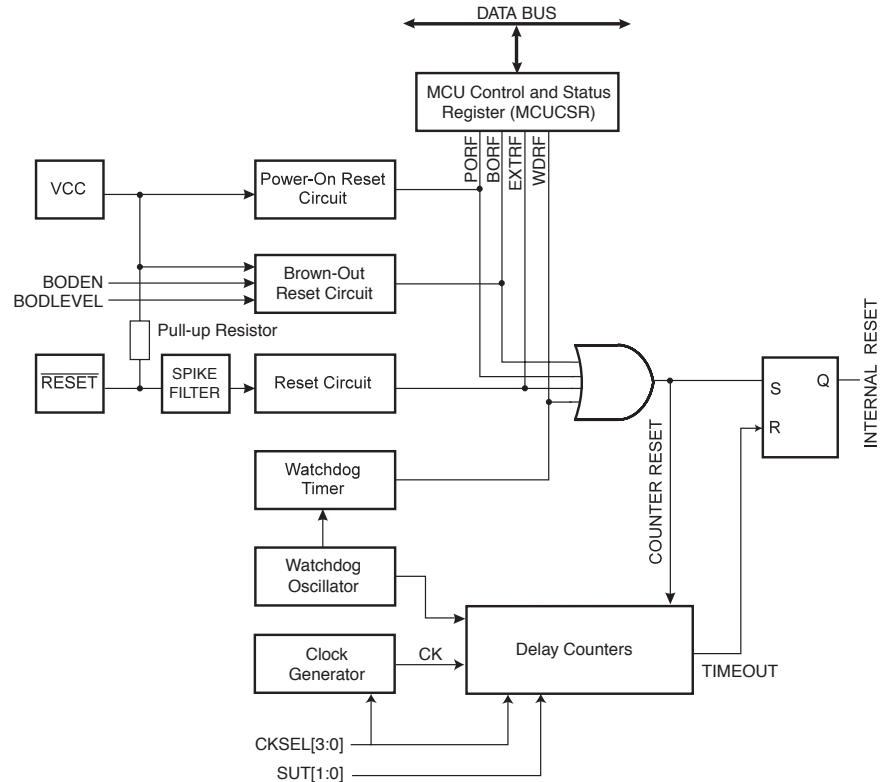 DATA BUS
MCU Control and Status
Register (MCUCSR)
PORF
BORF
EXTRF
WDRF
VCC
Power-On Reset
Circuit
BODEN
BODLEVEL
Brown-Out
Reset Circuit
Pull-up Resistor
RESET
SPIKE
FILTER
Reset Circuit
S
Q
R
INTERNAL RESET
Watchdog
Timer
COUNTER RESET
Watchdog
Oscillator
Clock
Generator
CK
Delay Counters
TIMEOUT
CKSEL[3:0]
SUT[1:0]